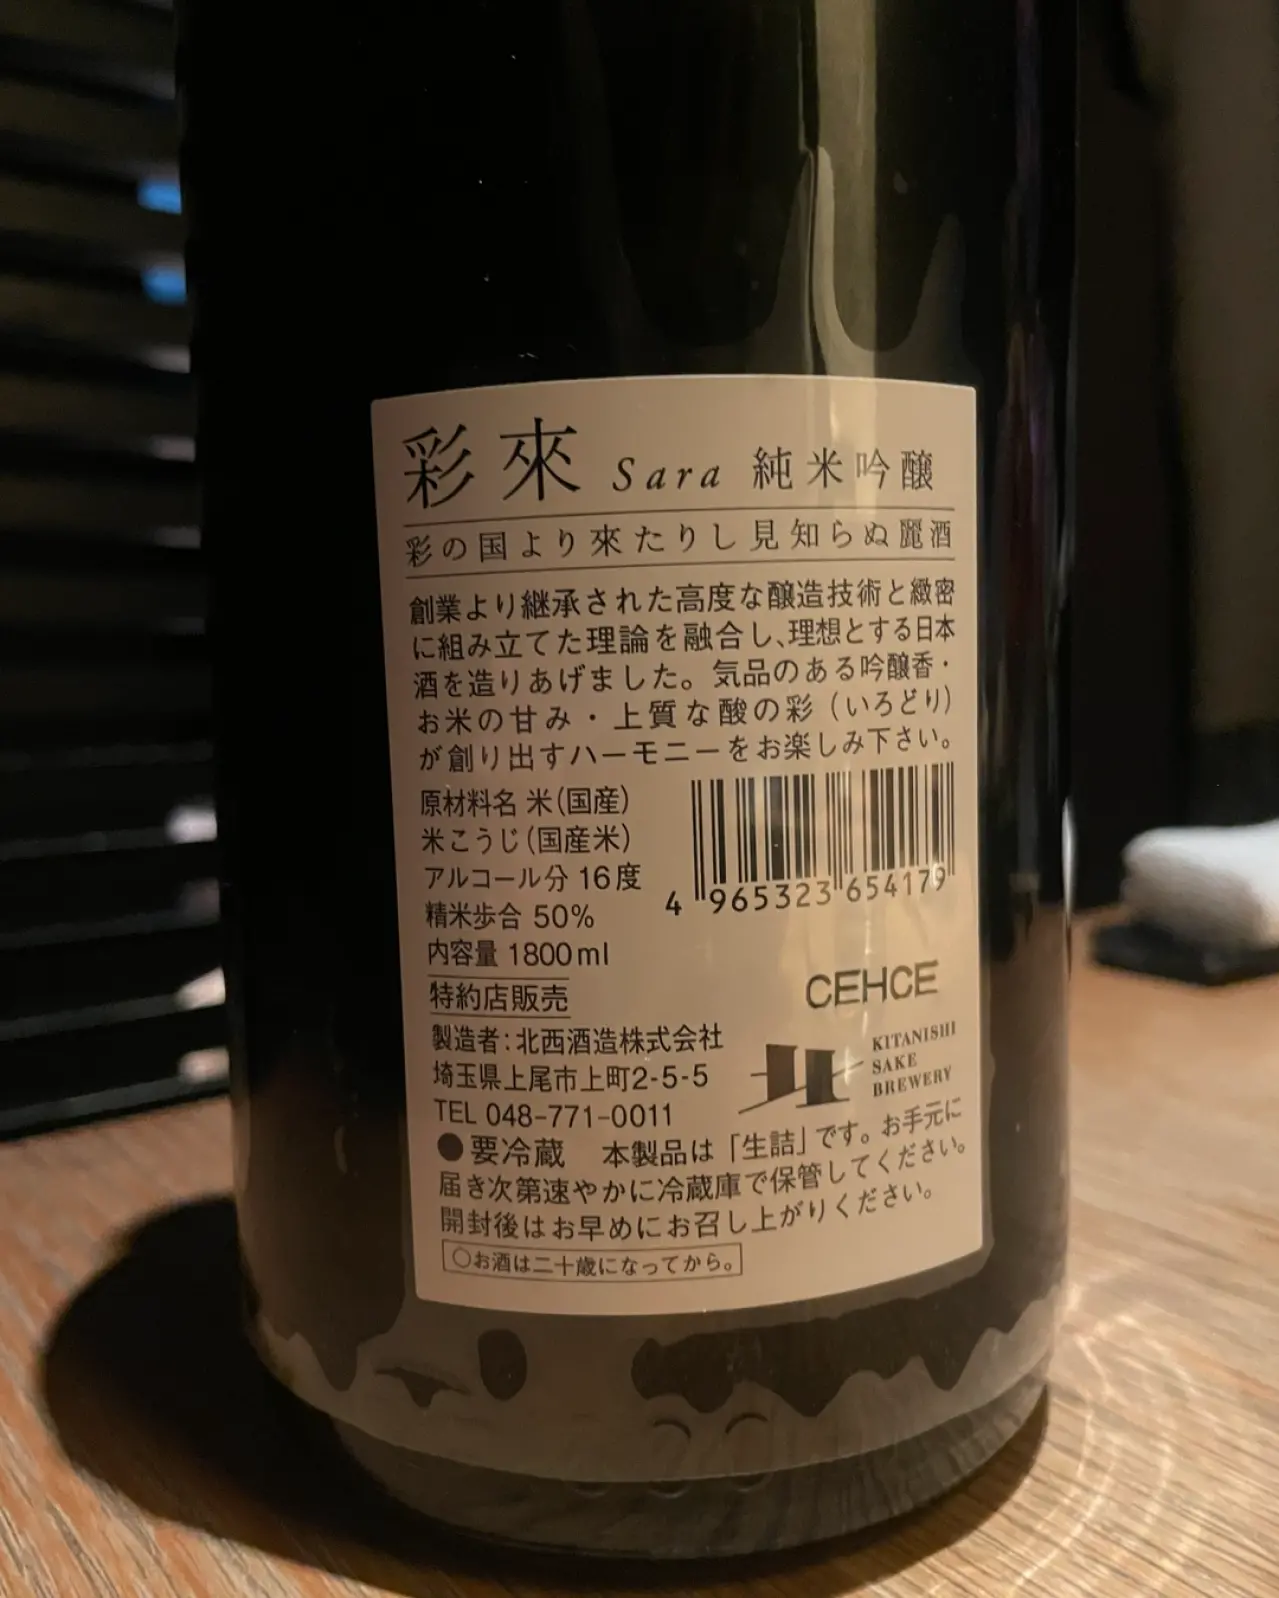 彩來 Sara 純米吟醸
彩の国より來たりし見知らぬ麗酒
創業より継承された高度な醸造技術と緻密
に組み立てた理論を融合し、理想とする日本
酒を造りあげました。気品のある吟醸香・
お米の甘み・上質な酸の彩（いろどり）
が創り出すハーモニーをお楽しみ下さい。
原材料名 米(国産)
米こうじ(国産米)
アルコール分 16度
精米歩合 50%
内容量 1800ml
4 965323 654179
特約店販売
CEHCE
製造者:北西酒造株式会社
埼玉県上尾市上町2-5-5
TEL 048-771-0011
KITANISHI
SAKE
BREWERY
●要冷蔵 本製品は「生詰」です。お手元に
届き次第速やかに冷蔵庫で保管してください。
開封後はお早めにお召し上がりください。
○お酒は二十歳になってから。